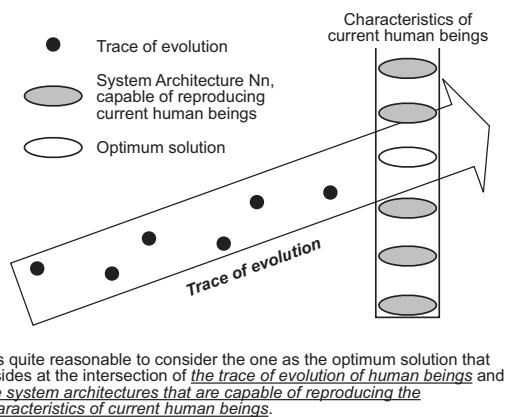 Characteristics of
current human beings
Trace of evolution
System Architecture Nn,
capable of reproducing
current human beings
Optimum solution
Trace of evolution
s quite reasonable to consider the one as the optimum solution that
sides at the intersection of the trace of evolution of human beings and
e system architectures that are capable of reproducing the
aracteristics of current human beings.